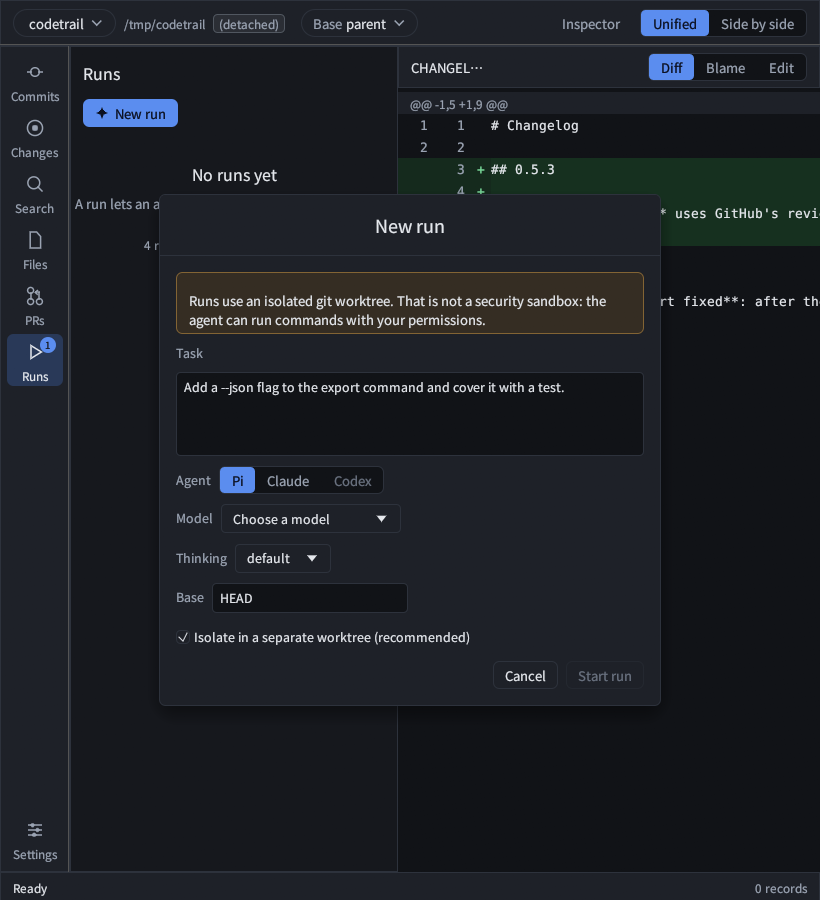 codetrail
/tmp/codetrail
(detached)
Base parent
Inspector
Unified
Side by side
Commits
Changes
Search
Files
PRs
1
Runs
Settings
Runs
New run
No runs yet
A run lets an a
4 r
CHANGEL…
Diff
Blame
Edit
@@ -1,5 +1,9 @@
1 1 # Changelog
2 2
3 + ## 0.5.3
4 +
* uses GitHub's revi
rt fixed**: after the
New run
Runs use an isolated git worktree. That is not a security sandbox: the
agent can run commands with your permissions.
Task
Add a --json flag to the export command and cover it with a test.
Agent
Pi
Claude
Codex
Model
Choose a model
Thinking
default
Base
HEAD
Isolate in a separate worktree (recommended)
Cancel
Start run
Ready
0 records